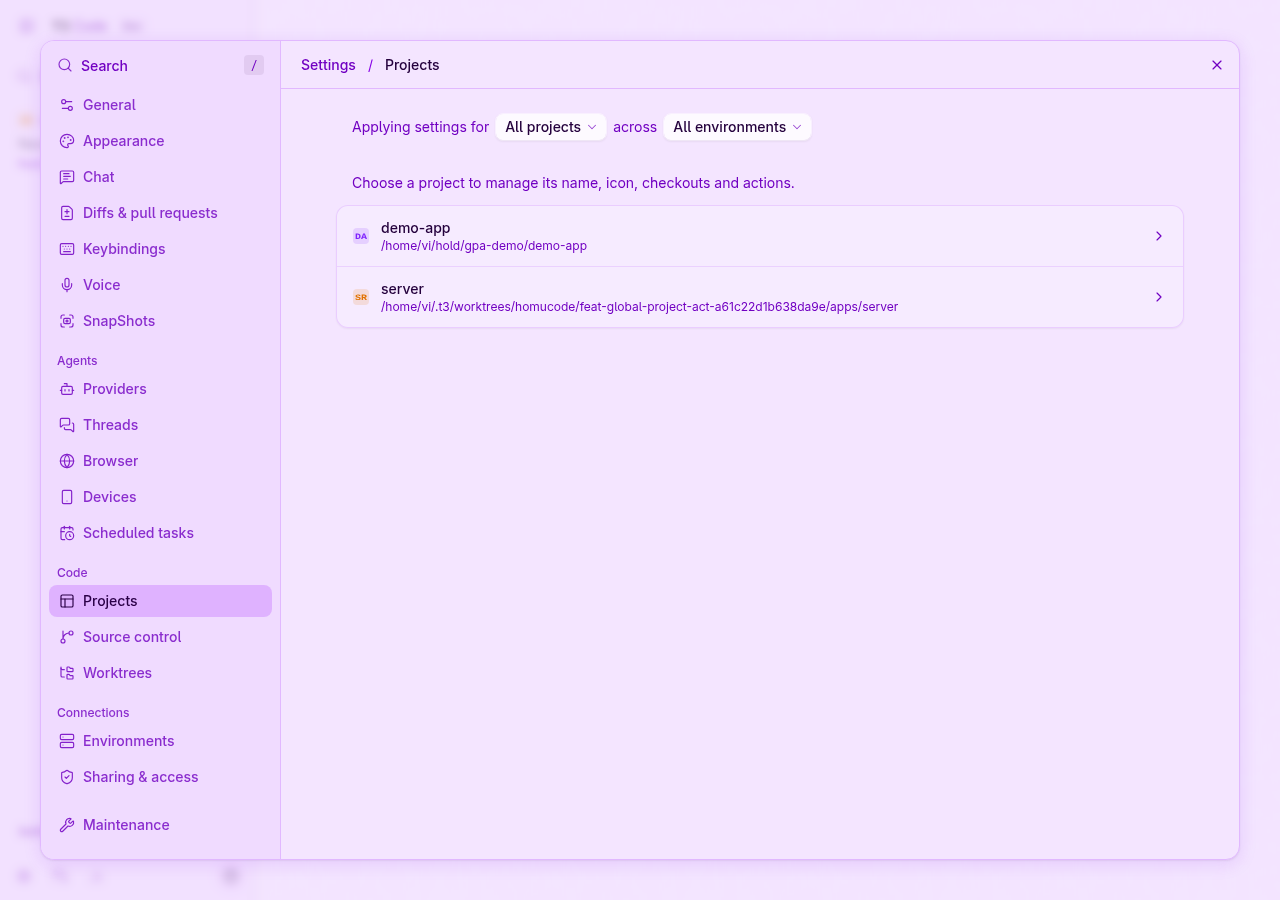 Search /
General
Appearance
Chat
Diffs & pull requests
Keybindings
Voice
SnapShots
Agents
Providers
Threads
Browser
Devices
Scheduled tasks
Code
Projects
Source control
Worktrees
Connections
Environments
Sharing & access
Maintenance
Settings / Projects
Applying settings for All projects across All environments
Choose a project to manage its name, icon, checkouts and actions.
DA demo-app
/home/vi/hold/gpa-demo/demo-app
SR server
/home/vi/.t3/worktrees/homucode/feat-global-project-act-a61c22d1b638da9e/apps/server